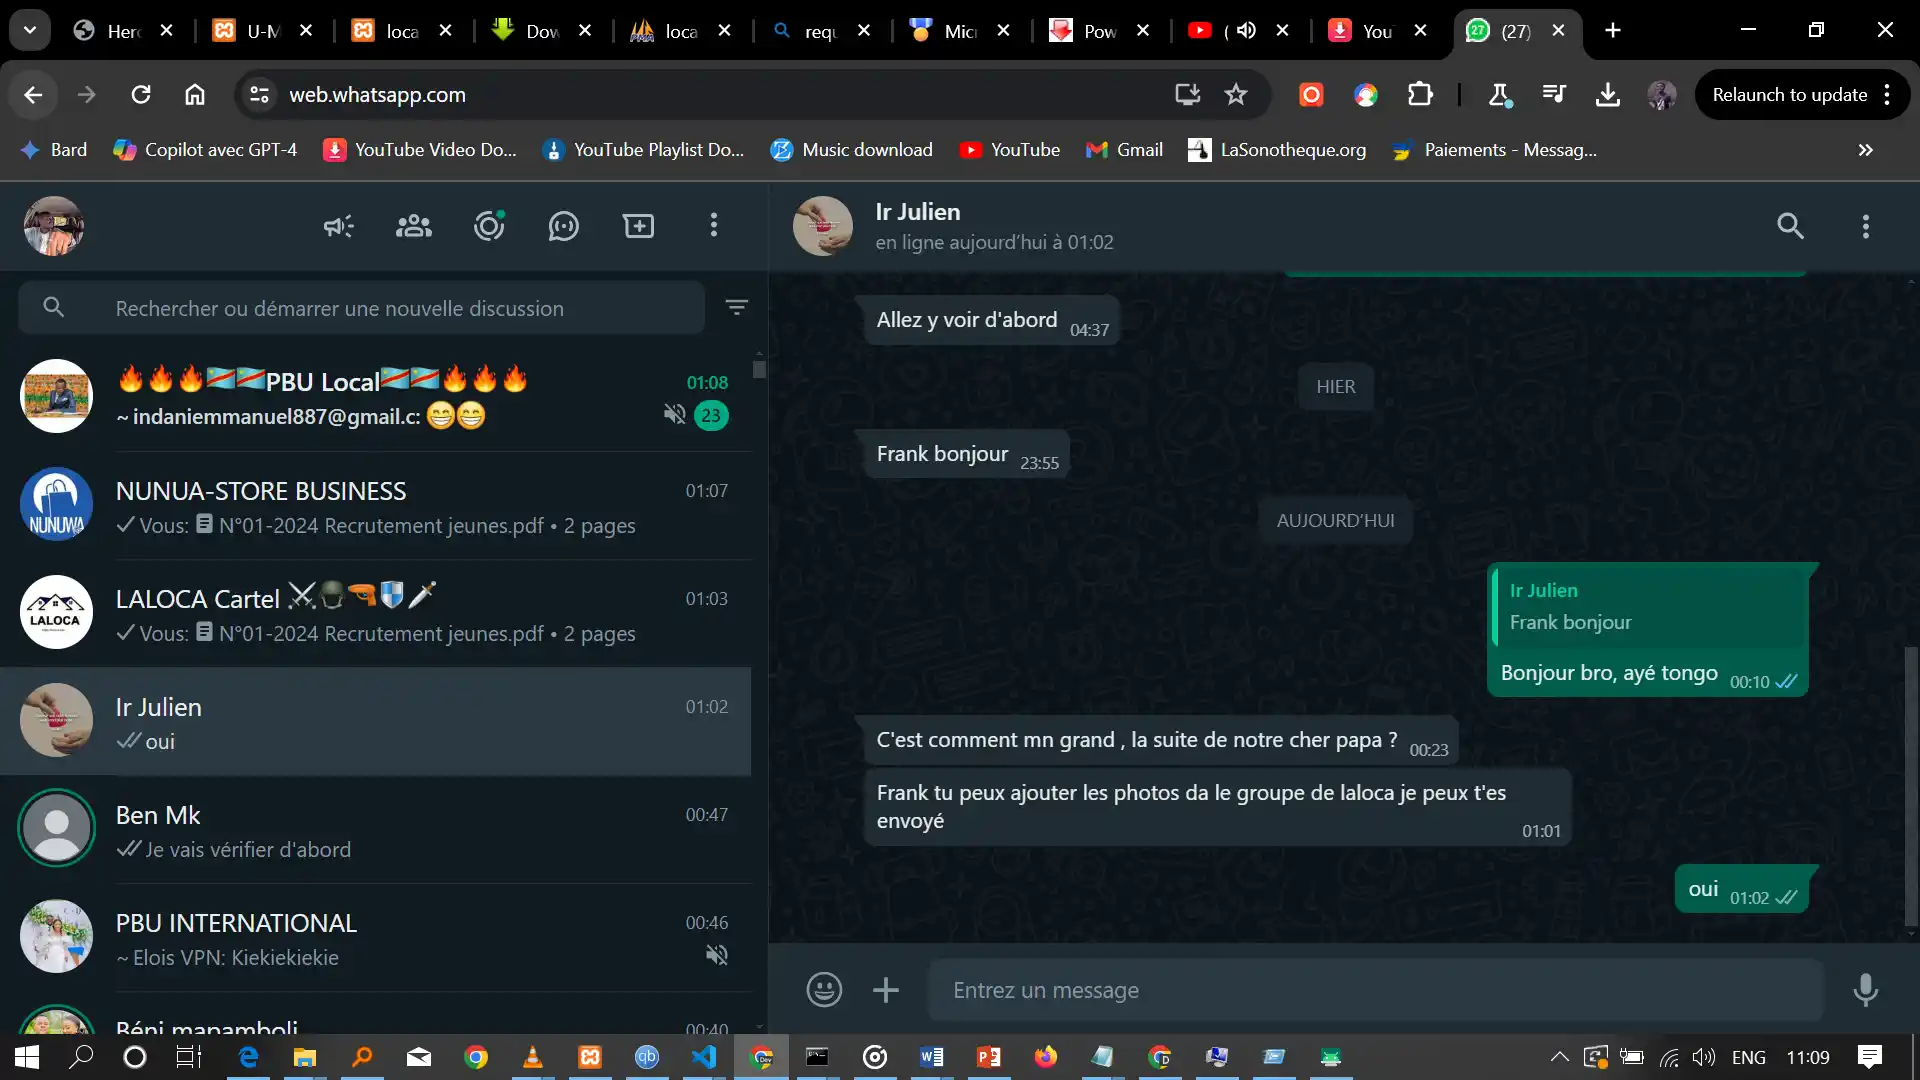 Her
U-M
loca
Dow
loca
requ
Micr
Pow
(
You
27 (27)
web.whatsapp.com
Relaunch to update
Bard
Copilot avec GPT-4
YouTube Video Do...
YouTube Playlist Do...
Music download
YouTube
Gmail
LaSonotheque.org
Paiements - Messag...
Rechercher ou démarrer une nouvelle discussion
🔥🔥🔥🇨🇩🇨🇩PBU Local🇨🇩🇨🇩🔥🔥🔥 01:08
~ indaniemmanuel887@gmail.c: 😁😁 23
NUNUWA
NUNUA-STORE BUSINESS 01:07
Vous: N°01-2024 Recrutement jeunes.pdf • 2 pages
LALOCA
LALOCA Cartel ⚔🪖🔫🛡🗡 01:03
Vous: N°01-2024 Recrutement jeunes.pdf • 2 pages
Ir Julien 01:02
oui
Ben Mk 00:47
Je vais vérifier d'abord
PBU INTERNATIONAL 00:46
~ Elois VPN: Kiekiekiekie
Béni mapamboli 00:40
Ir Julien
en ligne aujourd’hui à 01:02
Allez y voir d'abord 04:37
HIER
Frank bonjour 23:55
AUJOURD’HUI
Ir Julien
Frank bonjour
Bonjour bro, ayé tongo 00:10
C'est comment mn grand , la suite de notre cher papa ? 00:23
Frank tu peux ajouter les photos da le groupe de laloca je peux t'es
envoyé
01:01
oui 01:02
Entrez un message
ENG 11:09